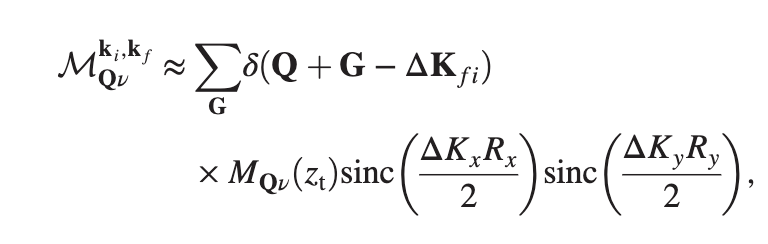 $\mathcal{M}_{\mathbf{Q}\nu}^{\mathbf{k}_i,\mathbf{k}_f} \approx \sum_{\mathbf{G}} \delta(\mathbf{Q} + \mathbf{G} - \Delta\mathbf{K}_{fi})$
$\times M_{\mathbf{Q}\nu}(z_{\mathrm{t}})\mathrm{sinc}\left(\frac{\Delta K_x R_x}{2}\right)\mathrm{sinc}\left(\frac{\Delta K_y R_y}{2}\right),$